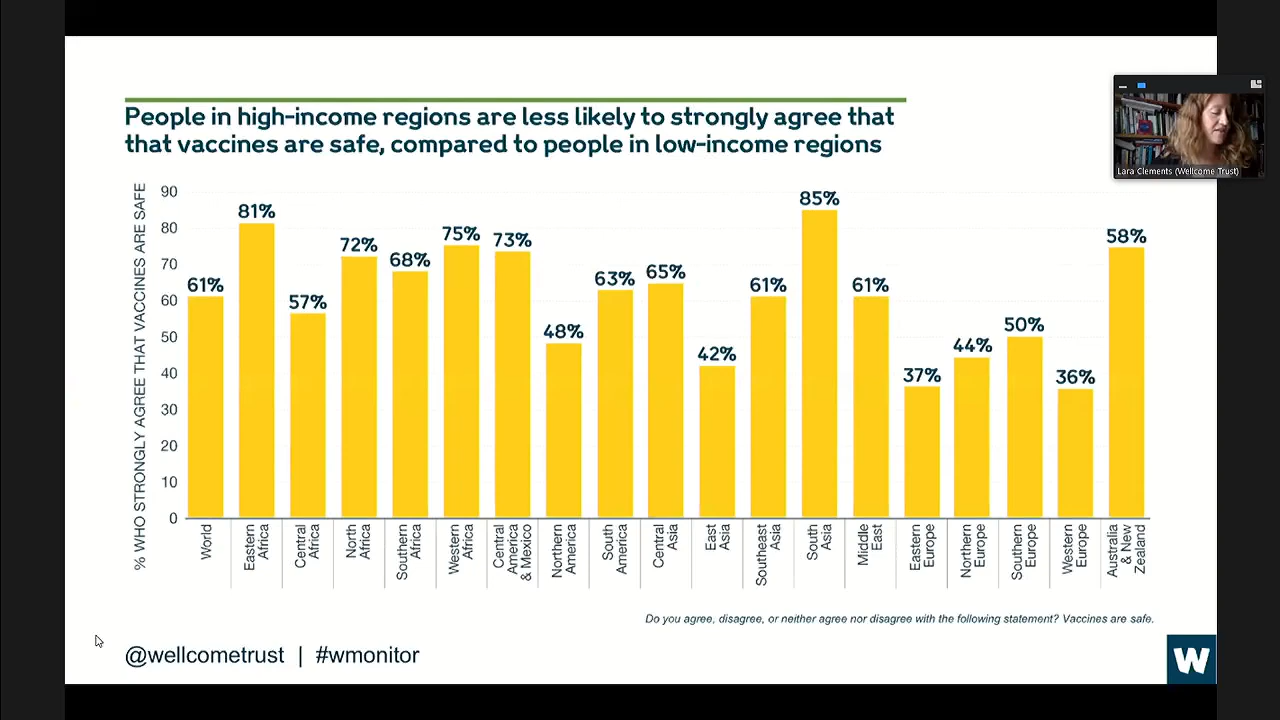 People in high-income regions are less likely to strongly agree that
that vaccines are safe, compared to people in low-income regions
Lara Clements (Wellcome Trust)
% WHO STRONGLY AGREE THAT VACCINES ARE SAFE
90
80
70
60
50
40
30
20
10
0
61%
81%
57%
72%
68%
75%
73%
48%
63%
65%
42%
61%
85%
61%
37%
44%
50%
36%
58%
World
Eastern
Africa
Central
Africa
North
Africa
Southern
Africa
Western
Africa
Central
America
& Mexico
Northern
America
South
America
Central
Asia
East
Asia
Southeast
Asia
South
Asia
Middle
East
Eastern
Europe
Northern
Europe
Southern
Europe
Western
Europe
Australia
& New
Zealand
Do you agree, disagree, or neither agree nor disagree with the following statement? Vaccines are safe.
@wellcometrust | #wmonitor
W